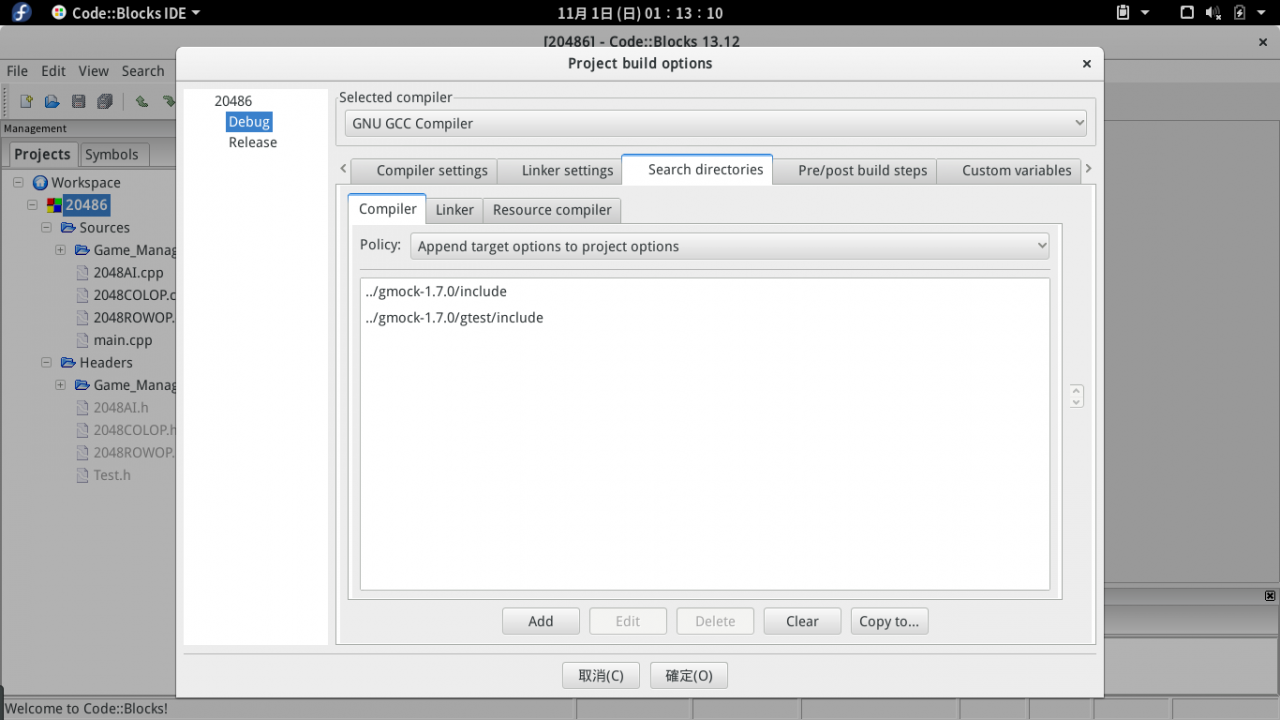 Code::Blocks IDE
11月 1日 (日) 01：13：10
[20486] - Code::Blocks 13.12
Project build options
File Edit View Search
Management
Projects Symbols
Workspace
20486
Sources
Game_Manag
2048AI.cpp
2048COLOP.c
2048ROWOP.
main.cpp
Headers
Game_Manag
2048AI.h
2048COLOP.h
2048ROWOP.
Test.h
20486
Debug
Release
Selected compiler
GNU GCC Compiler
Compiler settings Linker settings Search directories Pre/post build steps Custom variables
Compiler Linker Resource compiler
Policy: Append target options to project options
../gmock-1.7.0/include
../gmock-1.7.0/gtest/include
Add Edit Delete Clear Copy to...
取消(C) 確定(O)
Welcome to Code::Blocks!